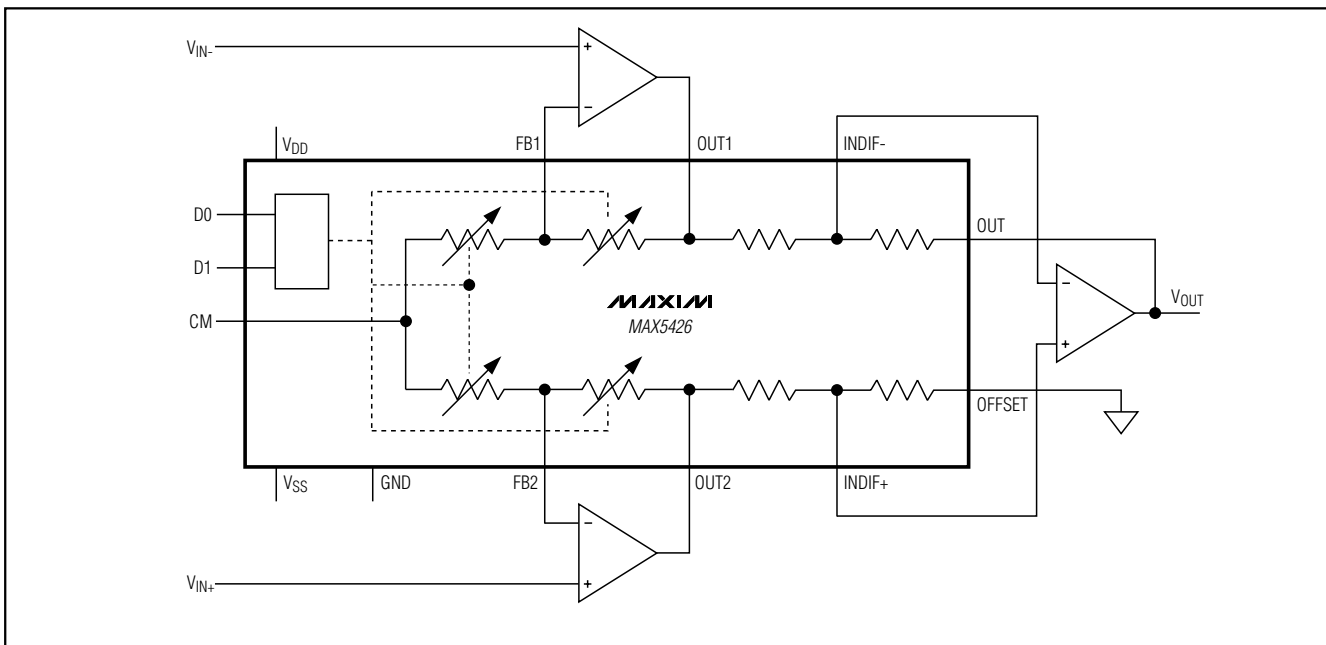 VIN-
+
−
FB1
OUT1
INDIF-
VDD
D0
D1
CM
OUT
MAXIM
MAX5426
−
+
VOUT
OFFSET
VSS
GND
FB2
OUT2
INDIF+
−
+
VIN+